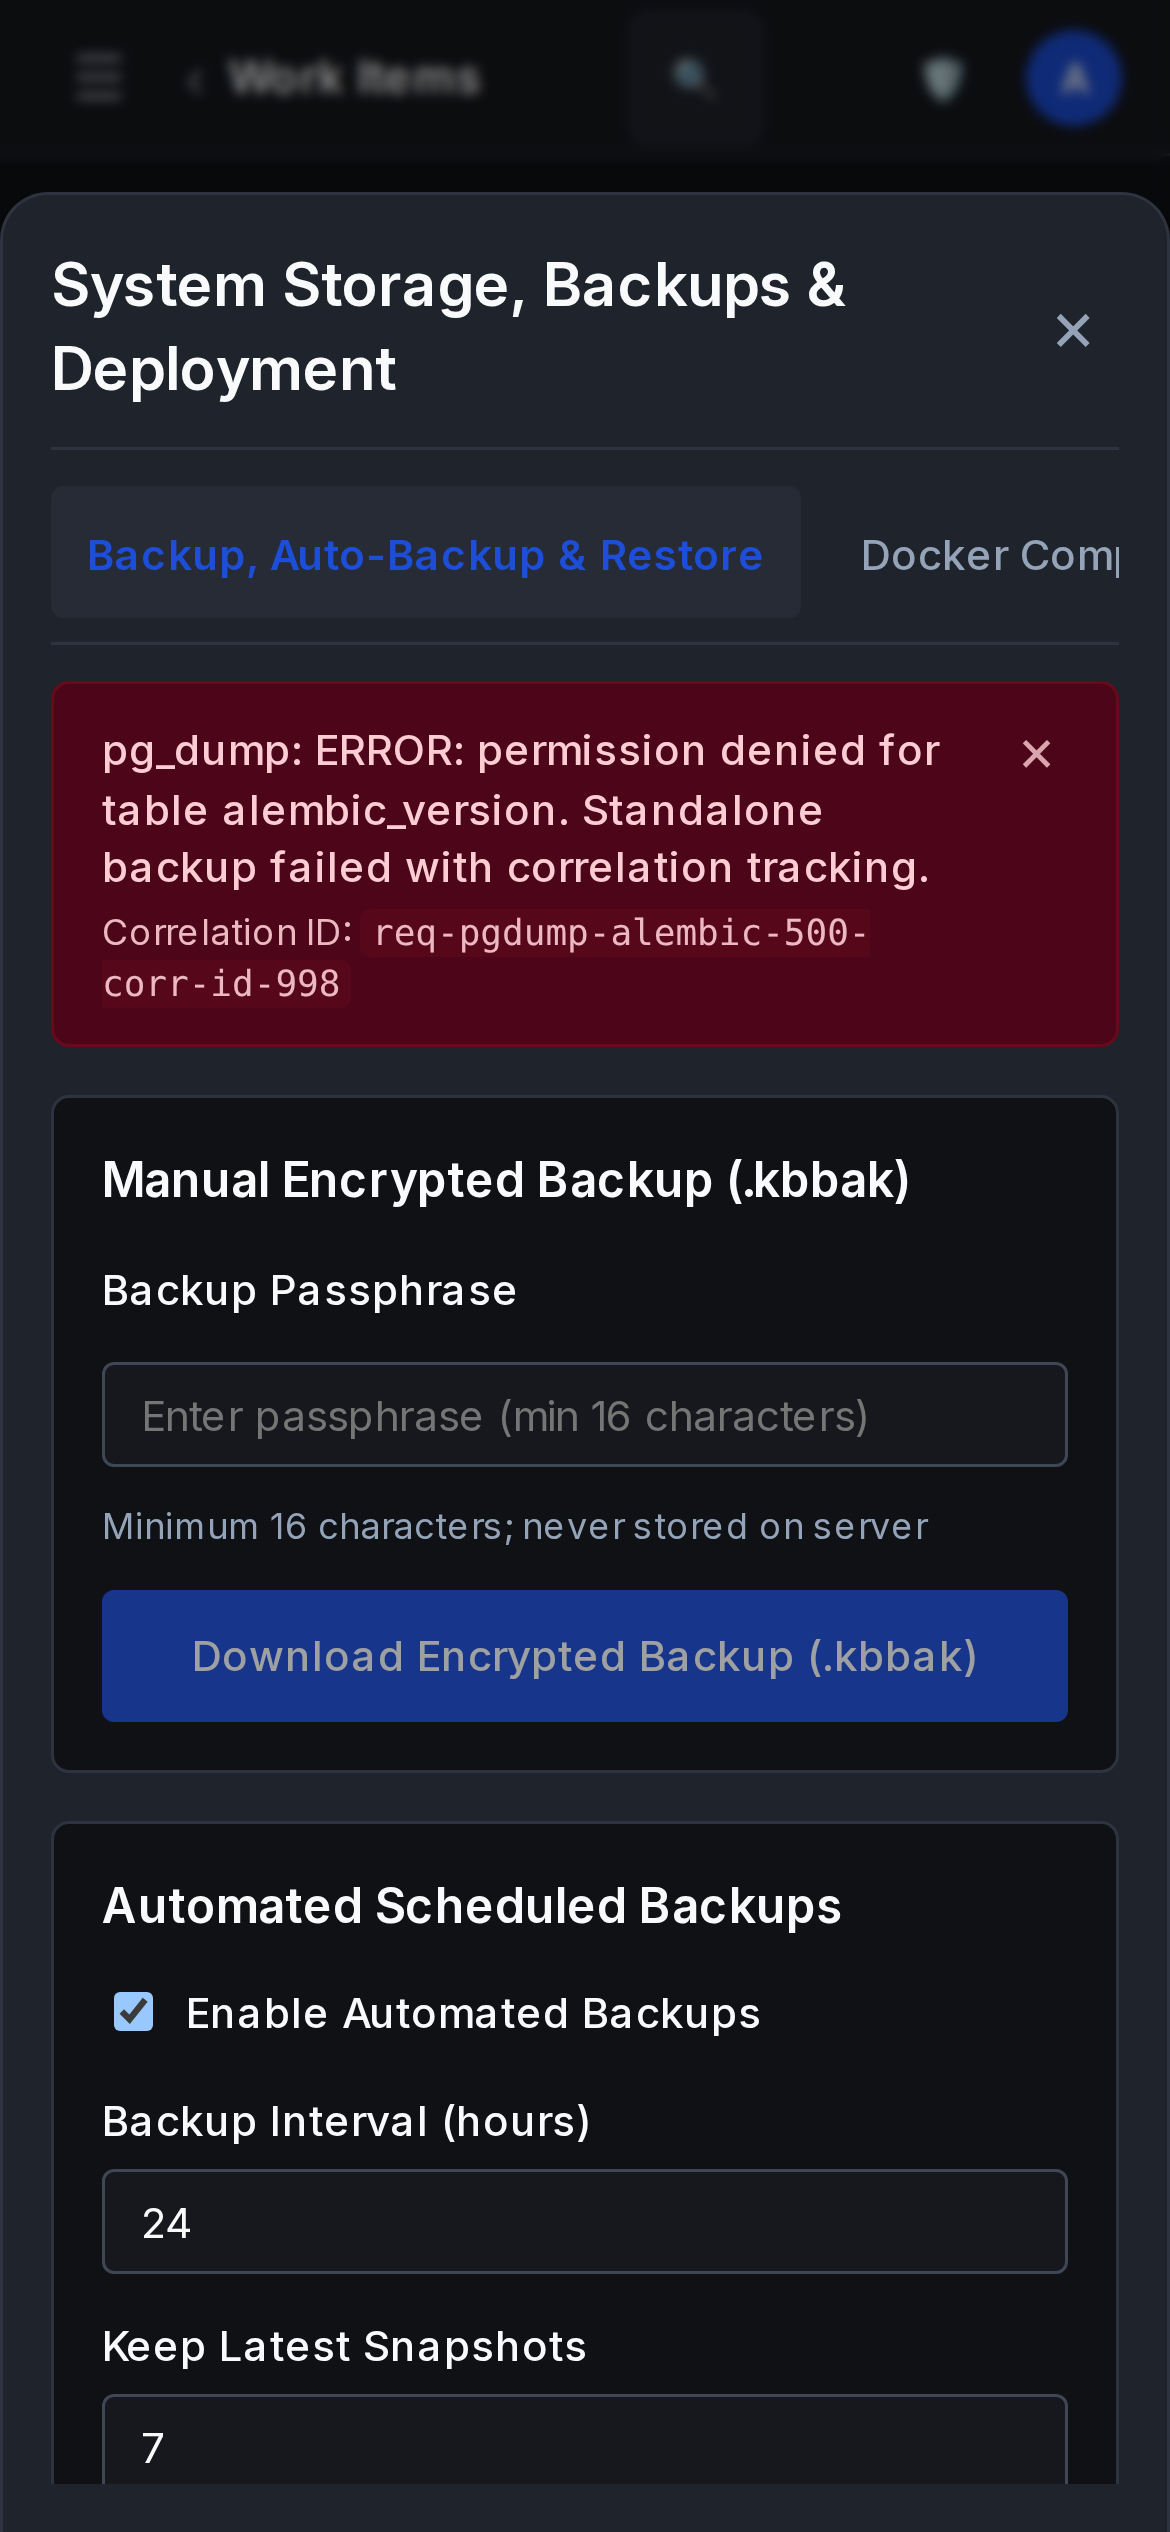 Work Items
A
System Storage, Backups &
Deployment
Backup, Auto-Backup & Restore
Docker Comp
pg_dump: ERROR: permission denied for
table alembic_version. Standalone
backup failed with correlation tracking.
Correlation ID: req-pgdump-alembic-500-
corr-id-998
Manual Encrypted Backup (.kbbak)
Backup Passphrase
Enter passphrase (min 16 characters)
Minimum 16 characters; never stored on server
Download Encrypted Backup (.kbbak)
Automated Scheduled Backups
Enable Automated Backups
Backup Interval (hours)
24
Keep Latest Snapshots
7